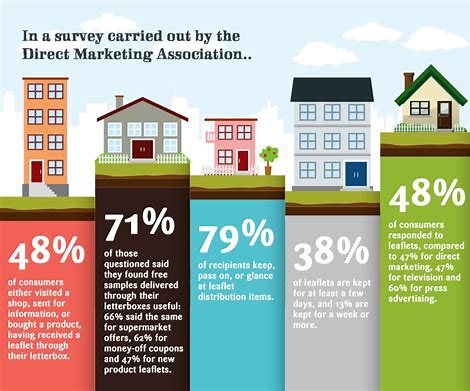 In a survey carried out by the
Direct Marketing Association..
48%
of consumers
either visited a
shop, sent for
information, or
bought a product,
having received a
leaflet through
their letterbox.
71%
of those
questioned said
they found free
samples delivered
through their
letterboxes useful:
66% said the same
for supermarket
offers, 62% for
money-off coupons
and 47% for new
product leaflets.
79%
of recipients keep,
pass on, or glance
at leaflet
distribution items.
38%
of leaflets are kept
for at least a few
days, and 13% are
kept for a week or
more.
48%
of consumers
responded to
leaflets, compared
to 47% for direct
marketing, 47%
for television and
60% for press
advertising.